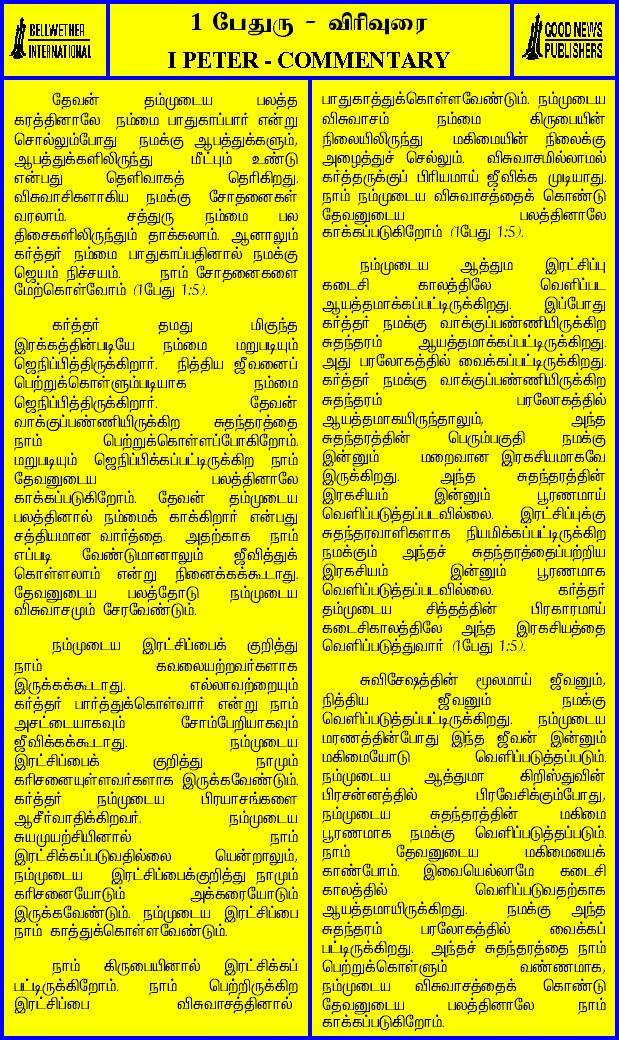 BELLWETHER
INTERNATIONAL
1 பேதுரு - விரிவுரை
I PETER - COMMENTARY
GOOD NEWS
PUBLISHERS
தேவன் தம்முடைய பலத்த
கரத்தினாலே நம்மை பாதுகாப்பார் என்று
சொல்லும்போது நமக்கு ஆபத்துக்களும்,
ஆபத்துக்களிலிருந்து மீட்பும் உண்டு
என்பது தெளிவாகத் தெரிகிறது.
விசுவாசிகளாகிய நமக்கு சோதனைகள்
வரலாம். சத்துரு நம்மை பல
திசைகளிலிருந்தும் தாக்கலாம். ஆனாலும்
கர்த்தர் நம்மை பாதுகாப்பதினால் நமக்கு
ஜெயம் நிச்சயம். நாம் சோதனைகளை
மேற்கொள்வோம் (1பேது 1:5).
கர்த்தர் தமது மிகுந்த
இரக்கத்தின்படியே நம்மை மறுபடியும்
ஜெநிப்பித்திருக்கிறார். நித்திய ஜீவனைப்
பெற்றுக்கொள்ளும்படியாக நம்மை
ஜெநிப்பித்திருக்கிறார். தேவன்
வாக்குப்பண்ணியிருக்கிற சுதந்தரத்தை
நாம் பெற்றுக்கொள்ளப்போகிறோம்.
மறுபடியும் ஜெநிப்பிக்கப்பட்டிருக்கிற நாம்
தேவனுடைய பலத்தினாலே
காக்கப்படுகிறோம். தேவன் தம்முடைய
பலத்தினால் நம்மைக் காக்கிறார் என்பது
சத்தியமான வார்த்தை. அதற்காக நாம்
எப்படி வேண்டுமானாலும் ஜீவித்துக்
கொள்ளலாம் என்று நினைக்கக்கூடாது.
தேவனுடைய பலத்தோடு நம்முடைய
விசுவாசமும் சேரவேண்டும்.
நம்முடைய இரட்சிப்பைக் குறித்து
நாம் கவலையற்றவர்களாக
இருக்கக்கூடாது. எல்லாவற்றையும்
கர்த்தர் பார்த்துக்கொள்வார் என்று நாம்
அசட்டையாகவும் சோம்பேறியாகவும்
ஜீவிக்கக்கூடாது. நம்முடைய
இரட்சிப்பைக் குறித்து நாமும்
கரிசனையுள்ளவர்களாக இருக்கவேண்டும்.
கர்த்தர் நம்முடைய பிரயாசங்களை
ஆசீர்வாதிக்கிறவர். நம்முடைய
சுயமுயற்சியினால் நாம்
இரட்சிக்கப்படுவதில்லை யென்றாலும்,
நம்முடைய இரட்சிப்பைக்குறித்து நாமும்
கரிசனையோடும் அக்கரையோடும்
இருக்கவேண்டும். நம்முடைய இரட்சிப்பை
நாம் காத்துக்கொள்ளவேண்டும்.
நாம் கிருபையினால் இரட்சிக்கப்
பட்டிருக்கிறோம். நாம் பெற்றிருக்கிற
இரட்சிப்பை விசுவாசத்தினால்
பாதுகாத்துக்கொள்ளவேண்டும். நம்முடைய
விசுவாசம் நம்மை கிருபையின்
நிலையிலிருந்து மகிமையின் நிலைக்கு
அழைத்துச் செல்லும். விசுவாசமில்லாமல்
கர்த்தருக்குப் பிரியமாய் ஜீவிக்க முடியாது.
நாம் நம்முடைய விசுவாசத்தைக் கொண்டு
தேவனுடைய பலத்தினாலே
காக்கப்படுகிறோம் (1பேது 1:5).
நம்முடைய ஆத்தும இரட்சிப்பு
கடைசி காலத்திலே வெளிப்பட
ஆயத்தமாக்கப்பட்டிருக்கிறது. இப்போது
கர்த்தர் நமக்கு வாக்குப்பண்ணியிருக்கிற
சுதந்தரம் ஆயத்தமாக்கப்பட்டிருக்கிறது.
அது பரலோகத்தில் வைக்கப்பட்டிருக்கிறது.
கர்த்தர் நமக்கு வாக்குப்பண்ணியிருக்கிற
சுதந்தரம் பரலோகத்தில்
ஆயத்தமாகயிருந்தாலும், அந்த
சுதந்தரத்தின் பெரும்பகுதி நமக்கு
இன்னும் மறைவான இரகசியமாகவே
இருக்கிறது. அந்த சுதந்தரத்தின்
இரகசியம் இன்னும் பூரணமாய்
வெளிப்படுத்தப்படவில்லை. இரட்சிப்புக்கு
சுதந்தரவாளிகளாக நியமிக்கப்பட்டிருக்கிற
நமக்கும் அந்தச் சுதந்தரத்தைப்பற்றிய
இரகசியம் இன்னும் பூரணமாக
வெளிப்படுத்தப்படவில்லை. கர்த்தர்
தம்முடைய சித்தத்தின் பிரகாரமாய்
கடைசிகாலத்திலே அந்த இரகசியத்தை
வெளிப்படுத்துவார் (1பேது 1:5).
சுவிசேஷத்தின் மூலமாய் ஜீவனும்,
நித்திய ஜீவனும் நமக்கு
வெளிப்படுத்தப்பட்டிருக்கிறது. நம்முடைய
மரணத்தின்போது இந்த ஜீவன் இன்னும்
மகிமையோடு வெளிப்படுத்தப்படும்.
நம்முடைய ஆத்துமா கிறிஸ்துவின்
பிரசன்னத்தில் பிரவேசிக்கும்போது,
நம்முடைய சுதந்தரத்தின் மகிமை
பூரணமாக நமக்கு வெளிப்படுத்தப்படும்.
நாம் தேவனுடைய மகிமையைக்
காண்போம். இவையெல்லாமே கடைசி
காலத்தில் வெளிப்படுவதற்காக
ஆயத்தமாயிருக்கிறது. நமக்கு அந்த
சுதந்தரம் பரலோகத்தில் வைக்கப்
பட்டிருக்கிறது. அந்தச் சுதந்தரத்தை நாம்
பெற்றுக்கொள்ளும் வண்ணமாக,
நம்முடைய விசுவாசத்தைக் கொண்டு
தேவனுடைய பலத்தினாலே நாம்
காக்கப்படுகிறோம்.